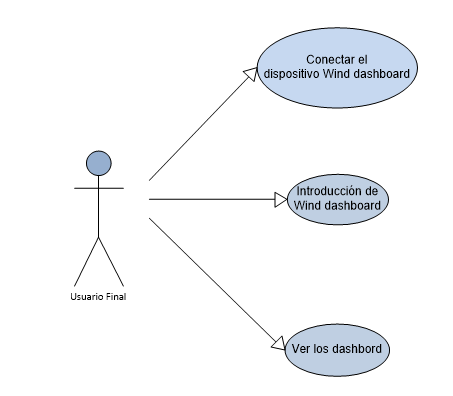 Conectar el
dispositivo Wind dashboard
Introducción de
Wind dashboard
Usuario Final
Ver los dashbord